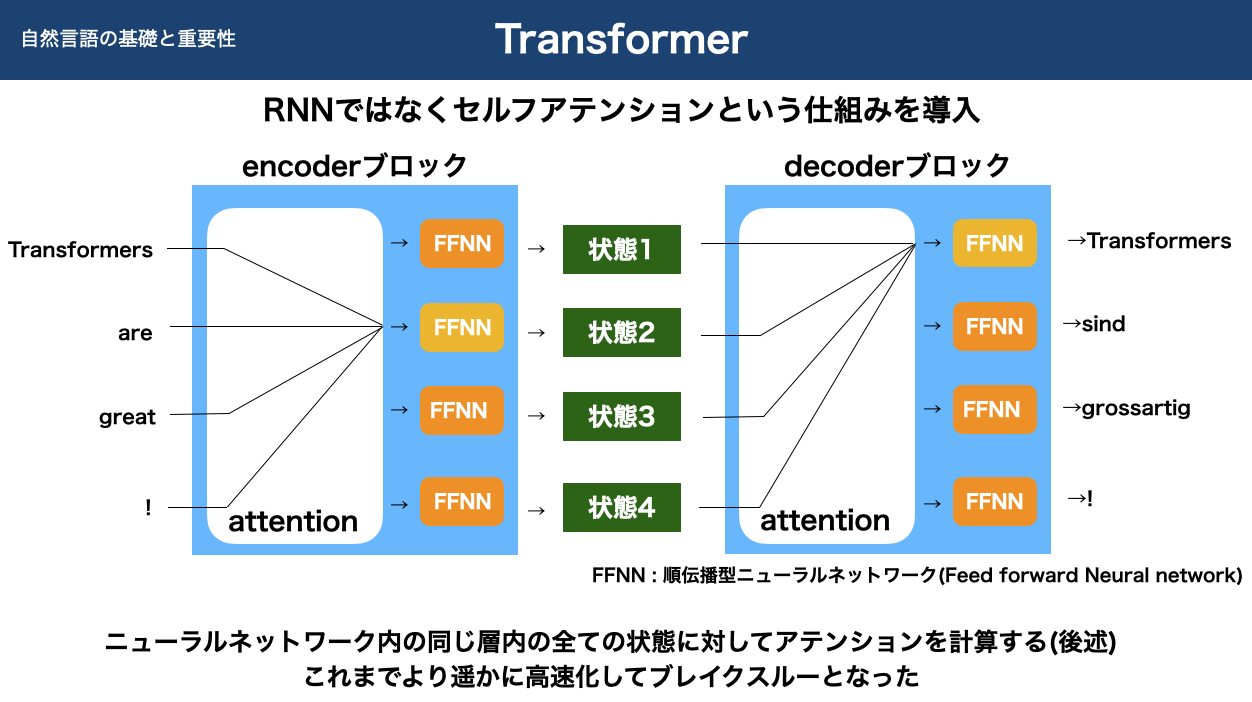 自然言語の基礎と重要性
Transformer
RNNではなくセルフアテンションという仕組みを導入
encoderブロック
decoderブロック
Transformers
→
FFNN
→
状態1
→
FFNN
→Transformers
are
→
FFNN
→
状態2
→
FFNN
→sind
great
→
FFNN
→
状態3
→
FFNN
→grossartig
!
→
FFNN
→
状態4
→
FFNN
→!
attention
attention
FFNN : 順伝播型ニューラルネットワーク(Feed forward Neural network)
ニューラルネットワーク内の同じ層内の全ての状態に対してアテンションを計算する(後述)
これまでより遥かに高速化してブレイクスルーとなった